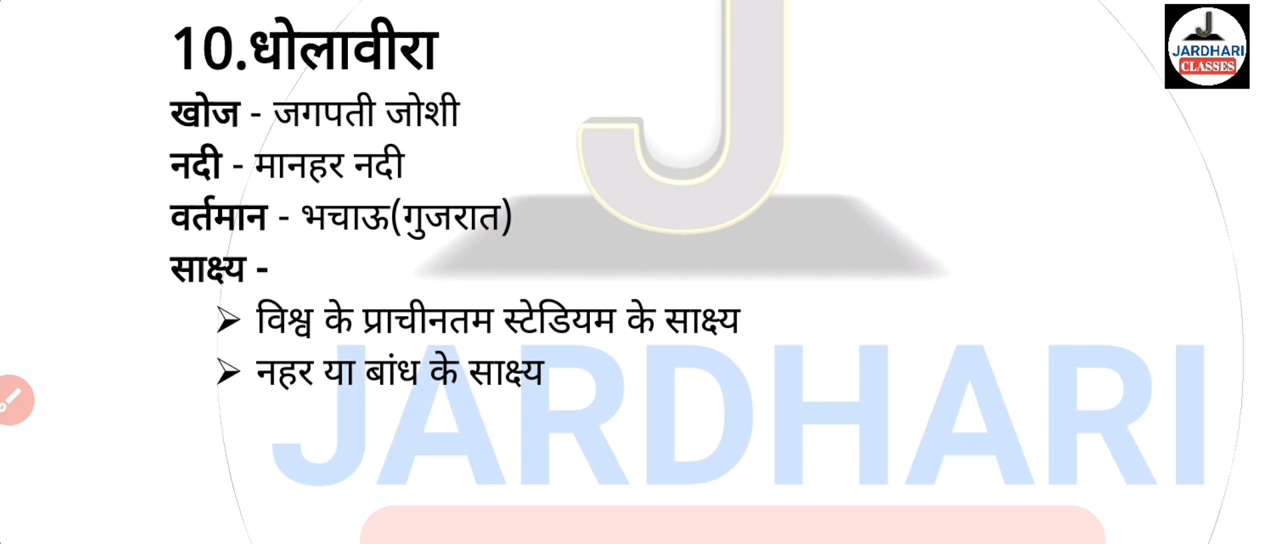 10.धोलावीरा
खोज - जगपती जोशी
नदी - मानहर नदी
वर्तमान - भचाऊ(गुजरात)
साक्ष्य -
➢ विश्व के प्राचीनतम स्टेडियम के साक्ष्य
➢ नहर या बांध के साक्ष्य
J
JARDHARI
CLASSES
J
JARDHARI